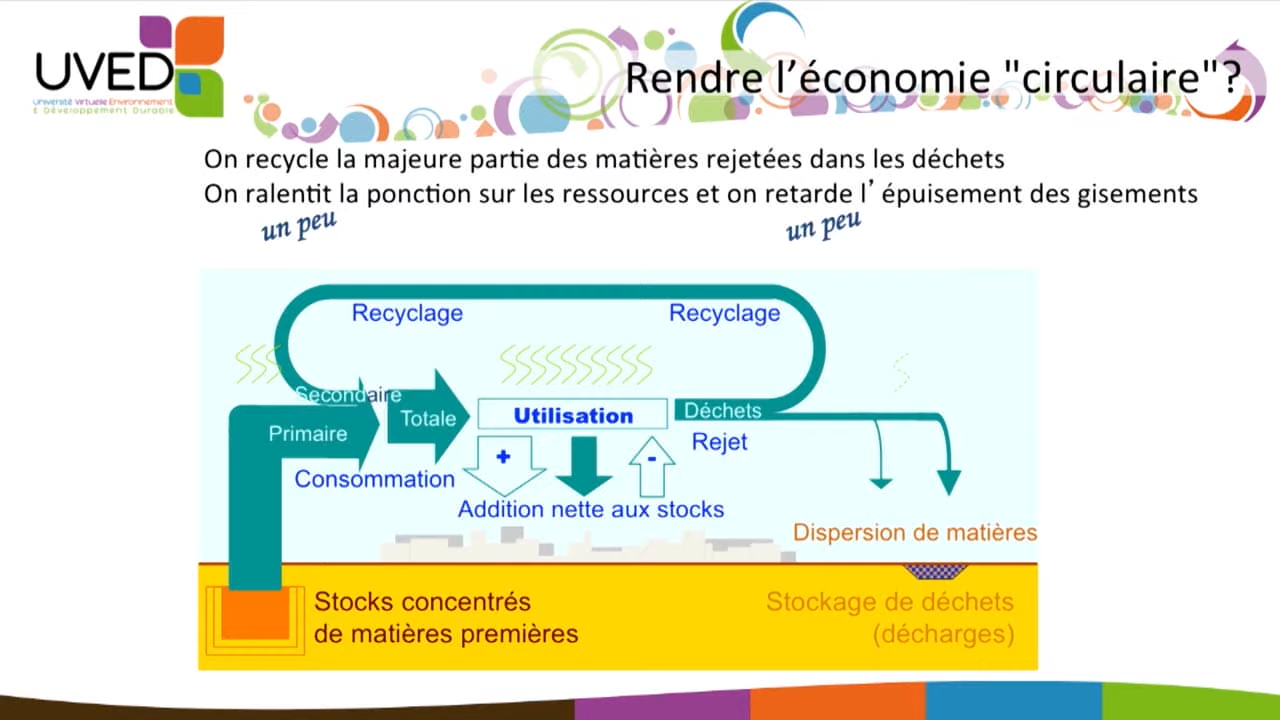 UVED
Université Virtuelle Environnement
& Développement Durable
Rendre l’économie "circulaire"?
On recycle la majeure partie des matières rejetées dans les déchets
On ralentit la ponction sur les ressources et on retarde l’ épuisement des gisements
un peu
un peu
Recyclage
Recyclage
Secondaire
Totale
Utilisation
Déchets
Primaire
Rejet
+
-
Consommation
Addition nette aux stocks
Dispersion de matières
Stocks concentrés
de matières premières
Stockage de déchets
(décharges)